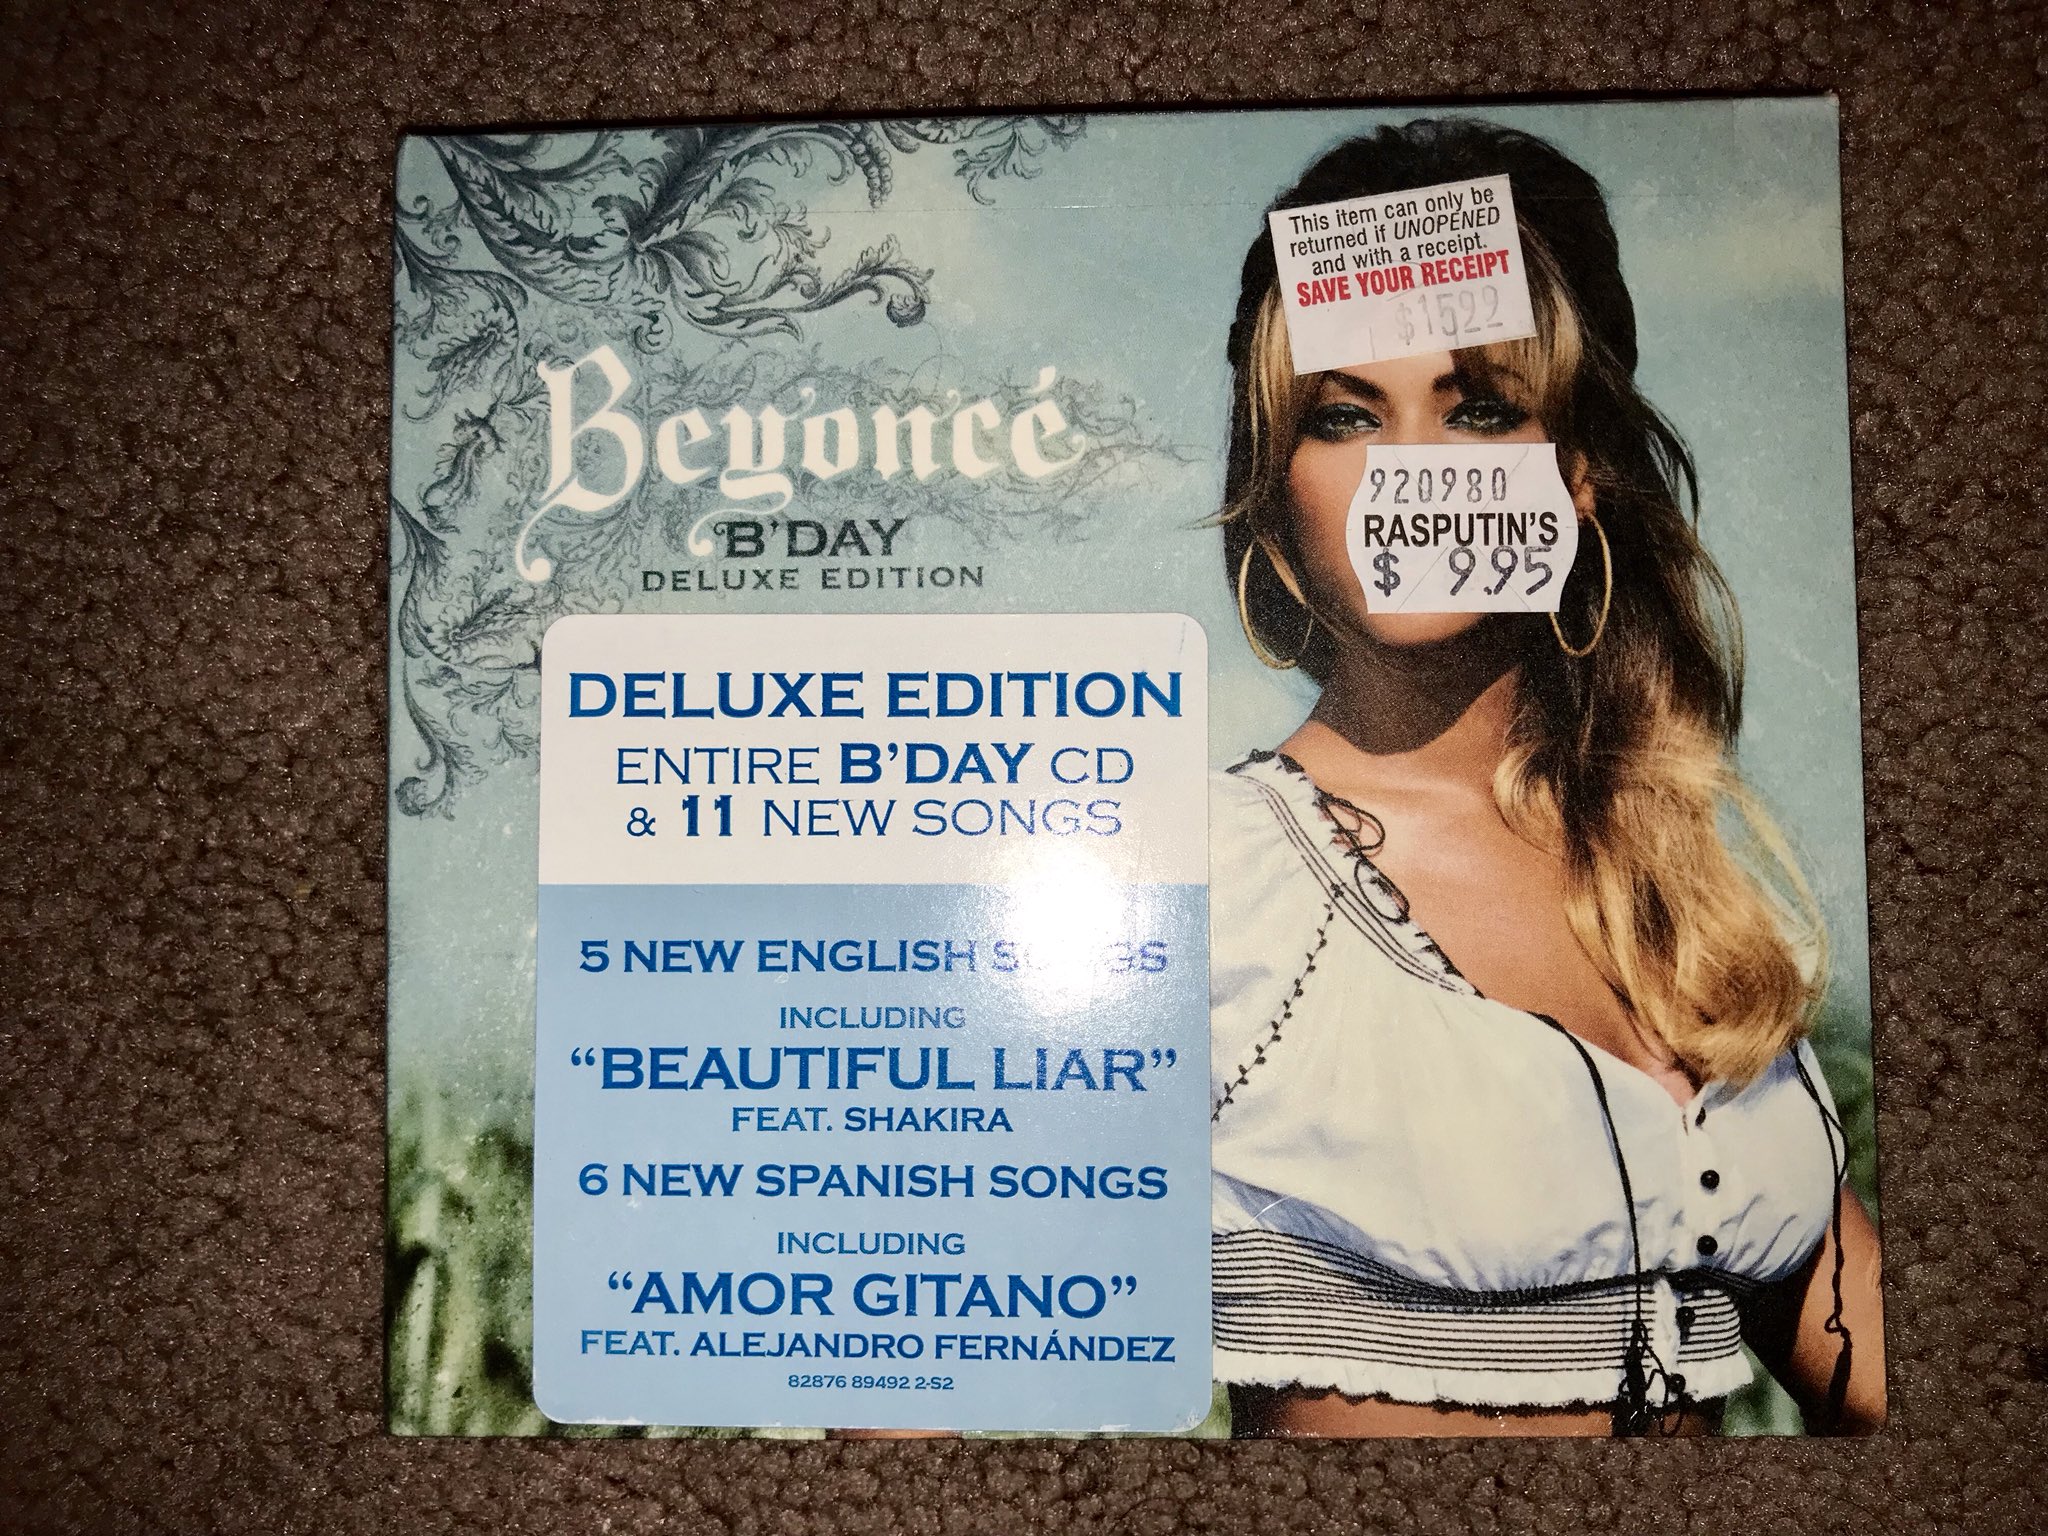 Beyoncé
B'DAY
DELUXE EDITION
This item can only be
returned if UNOPENED
and with a receipt.
SAVE YOUR RECEIPT
$1522
920980
RASPUTIN'S
$ 9.95
DELUXE EDITION
ENTIRE B'DAY CD
& 11 NEW SONGS
5 NEW ENGLISH SONGS
INCLUDING
“BEAUTIFUL LIAR”
FEAT. SHAKIRA
6 NEW SPANISH SONGS
INCLUDING
“AMOR GITANO”
FEAT. ALEJANDRO FERNÁNDEZ
82876 89492 2-S2